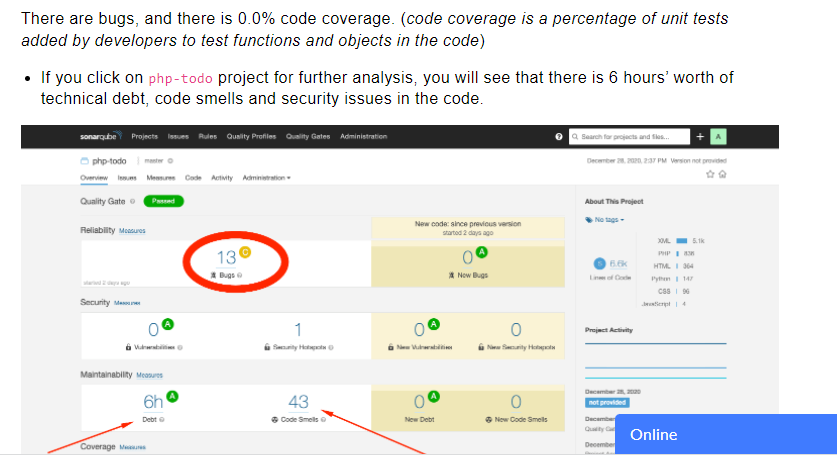 There are bugs, and there is 0.0% code coverage. (code coverage is a percentage of unit tests
added by developers to test functions and objects in the code)
• If you click on php-todo project for further analysis, you will see that there is 6 hours’ worth of
technical debt, code smells and security issues in the code.
sonarqube Projects Issues Rules Quality Profiles Quality Gates Administration ? Search for projects and files... + A
php-todo master
December 28, 2020, 2:37 PM Version not provided
Overview Issues Measures Code Activity Administration
Quality Gate Passed
About This Project
No tags
Reliability Measures
New code: since previous version
started 2 days ago
13 C
Bugs
0 A
New Bugs
started 2 days ago
6.6k
Lines of Code
XML 5.1k
PHP 838
HTML 364
Python 147
CSS 96
JavaScript 4
Security Measures
0 A
Vulnerabilities
1
Security Hotspots
0 A
New Vulnerabilities
0
New Security Hotspots
Project Activity
Maintainability Measures
6h A
Debt
43
Code Smells
0 A
New Debt
0
New Code Smells
December 28, 2020
not provided
December
Quality Gat
December
Coverage Measures
Online